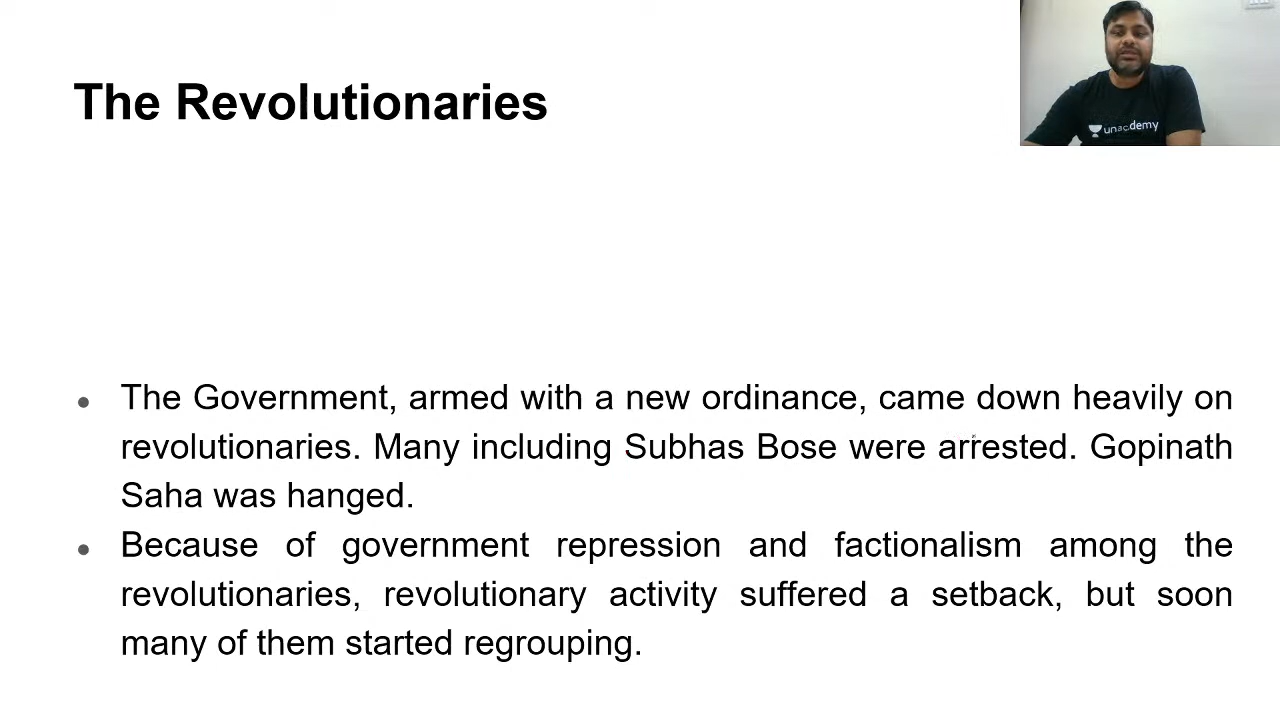 The Revolutionaries
unacdemy
The Government, armed with a new ordinance, came down heavily on
revolutionaries. Many including Subhas Bose were arrested. Gopinath
Saha was hanged.
Because of government repression and factionalism among the
revolutionaries, revolutionary activity suffered a setback, but soon
many of them started regrouping.